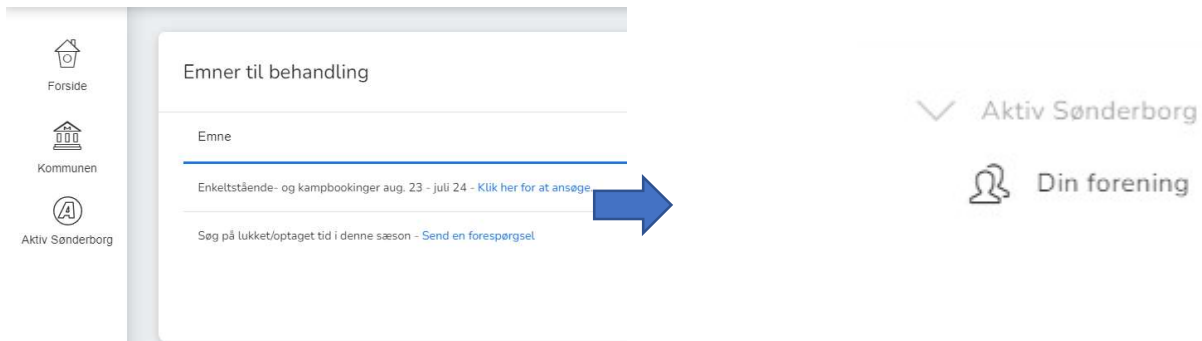 Forside
Kommunen
Aktiv Sønderborg
Emner til behandling
Emne
Enkeltstående- og kampbookinger aug. 23 - juli 24 - Klik her for at ansøge.
Søg på lukket/optaget tid i denne sæson - Send en forespørgsel
Aktiv Sønderborg
Din forening